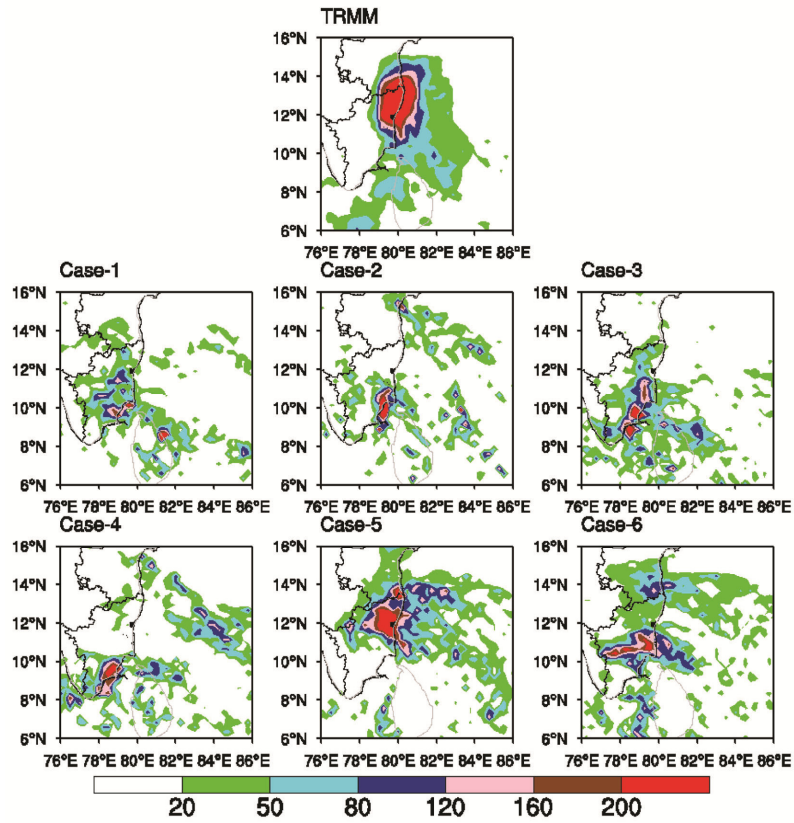 TRMM
16°N
14°N
12°N
10°N
8°N
6°N
76°E 78°E 80°E 82°E 84°E 86°E
Case-1 Case-2 Case-3
16°N 16°N 16°N
14°N 14°N 14°N
12°N 12°N 12°N
10°N 10°N 10°N
8°N 8°N 8°N
6°N 6°N 6°N
76°E 78°E 80°E 82°E 84°E 86°E 76°E 78°E 80°E 82°E 84°E 86°E 76°E 78°E 80°E 82°E 84°E 86°E
Case-4 Case-5 Case-6
16°N 16°N 16°N
14°N 14°N 14°N
12°N 12°N 12°N
10°N 10°N 10°N
8°N 8°N 8°N
6°N 6°N 6°N
76°E 78°E 80°E 82°E 84°E 86°E 76°E 78°E 80°E 82°E 84°E 86°E 76°E 78°E 80°E 82°E 84°E 86°E
20 50 80 120 160 200